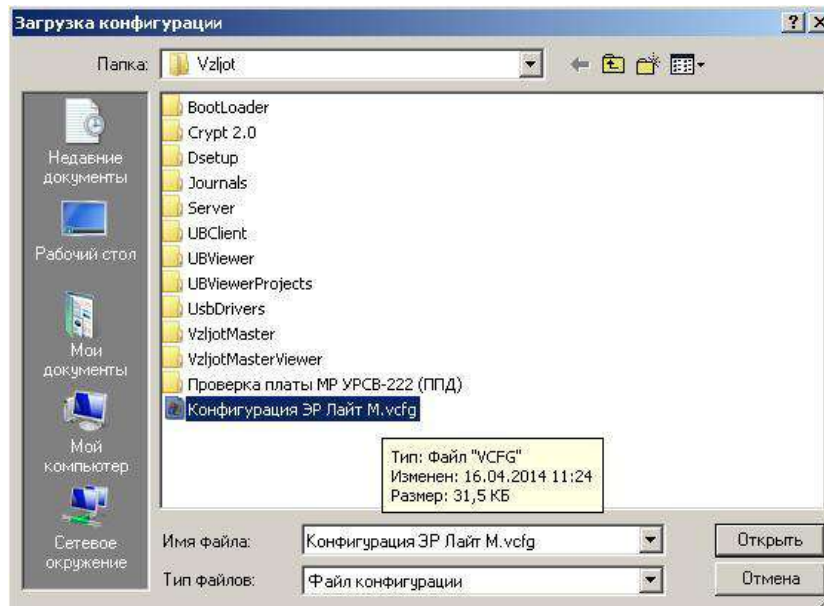 Загрузка конфигурации
Папка:
Vzljot
Недавние
документы
Рабочий стол
Мои
документы
Мой
компьютер
Сетевое
окружение
BootLoader
Crypt 2.0
Dsetup
Journals
Server
UBClient
UBViewer
UBViewerProjects
UsbDrivers
VzljotMaster
VzljotMasterViewer
Проверка платы МР УРСВ-222 (ППД)
Конфигурация ЭР Лайт М.vcfg
Тип: Файл "VCFG"
Изменен: 16.04.2014 11:24
Размер: 31,5 КБ
Имя файла:
Конфигурация ЭР Лайт М.vcfg
Открыть
Тип файлов:
Файл конфигурации
Отмена